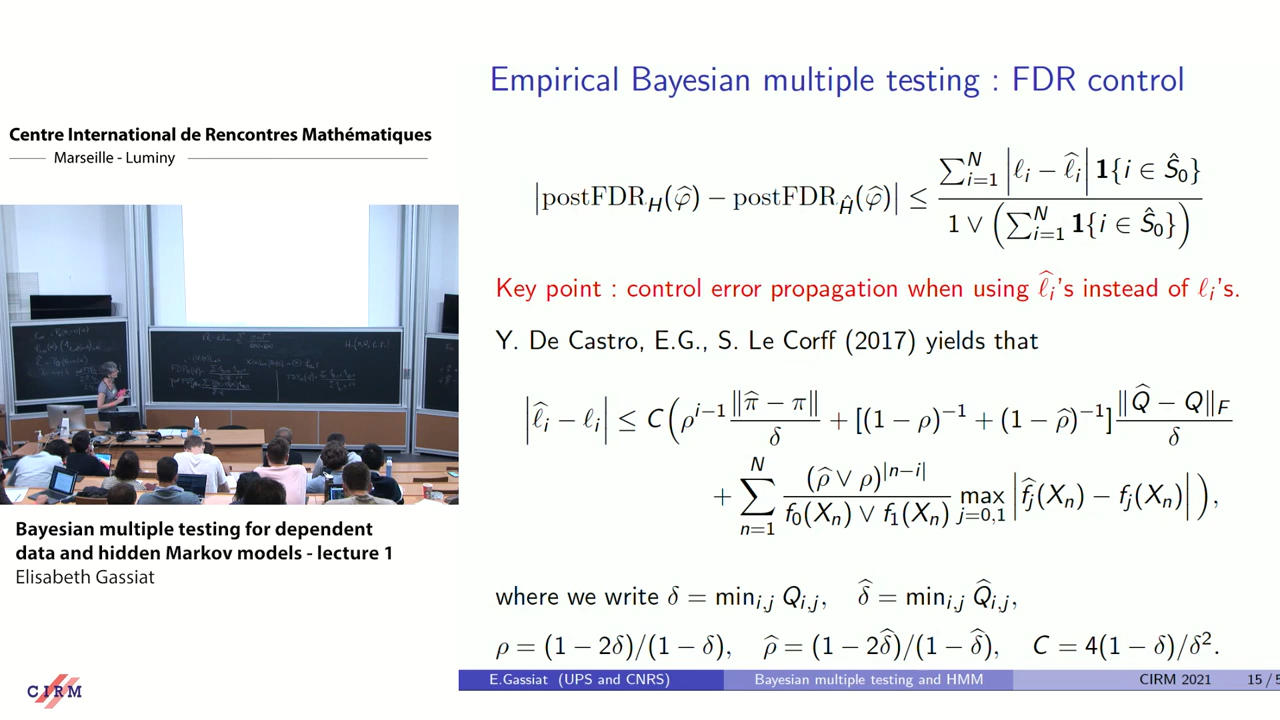 Centre International de Rencontres Mathématiques
Marseille - Luminy
Bayesian multiple testing for dependent
data and hidden Markov models - lecture 1
Elisabeth Gassiat
CIRM
Empirical Bayesian multiple testing : FDR control
|postFDR_H(φ̂) − postFDR_Ĥ(φ̂)| ≤ ∑_{i=1}^N |ℓ_i − ℓ̂_i| 1{i ∈ Ŝ_0} / 1 ∨ (∑_{i=1}^N 1{i ∈ Ŝ_0})
Key point : control error propagation when using ℓ̂_i's instead of ℓ_i's.
Y. De Castro, E.G., S. Le Corff (2017) yields that
|ℓ̂_i − ℓ_i| ≤ C(ρ^{i−1} ‖π̂ − π‖/δ + [(1 − ρ)^{−1} + (1 − ρ̂)^{−1}] ‖Q̂ − Q‖_F/δ
+ ∑_{n=1}^N (ρ̂ ∨ ρ)^{|n−i|} / f_0(X_n) ∨ f_1(X_n) max_{j=0,1} |f̂_j(X_n) − f_j(X_n)|),
where we write δ = min_{i,j} Q_{i,j}, δ̂ = min_{i,j} Q̂_{i,j},
ρ = (1 − 2δ)/(1 − δ), ρ̂ = (1 − 2δ̂)/(1 − δ̂), C = 4(1 − δ)/δ².
E.Gassiat (UPS and CNRS) Bayesian multiple testing and HMM CIRM 2021 15 / 5